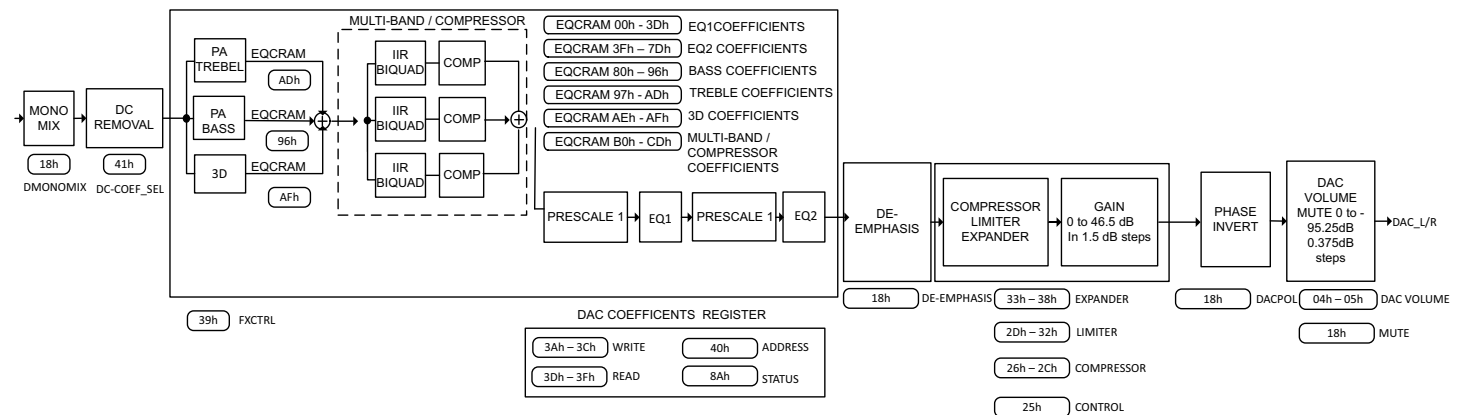 MULTI-BAND / COMPRESSOR
PA
TREBEL
EQCRAM
ADh
PA
BASS
EQCRAM
96h
3D
EQCRAM
AFh
MONO
MIX
18h
DMONOMIX
DC
REMOVAL
41h
DC-COEF_SEL
IIR
BIQUAD
COMP
IIR
BIQUAD
COMP
IIR
BIQUAD
COMP
EQCRAM 00h - 3Dh EQ1COEFFICIENTS
EQCRAM 3Fh – 7Dh EQ2 COEFFICIENTS
EQCRAM 80h – 96h BASS COEFFICIENTS
EQCRAM 97h - ADh TREBLE COEFFICIENTS
EQCRAM AEh - AFh 3D COEFFICIENTS
EQCRAM B0h - CDh MULTI-BAND /
COMPRESSOR
COEFFICIENTS
PRESCALE 1
EQ1
PRESCALE 1
EQ2
39h FXCTRL
DE-
EMPHASIS
18h DE-EMPHASIS
COMPRESSOR
LIMITER
EXPANDER
GAIN
0 to 46.5 dB
In 1.5 dB steps
33h – 38h EXPANDER
2Dh – 32h LIMITER
26h – 2Ch COMPRESSOR
25h CONTROL
PHASE
INVERT
18h DACPOL
DAC
VOLUME
MUTE 0 to -
95.25dB
0.375dB
steps
DAC_L/R
04h – 05h DAC VOLUME
18h MUTE
DAC COEFFICENTS REGISTER
3Ah – 3Ch WRITE
40h ADDRESS
3Dh – 3Fh READ
8Ah STATUS